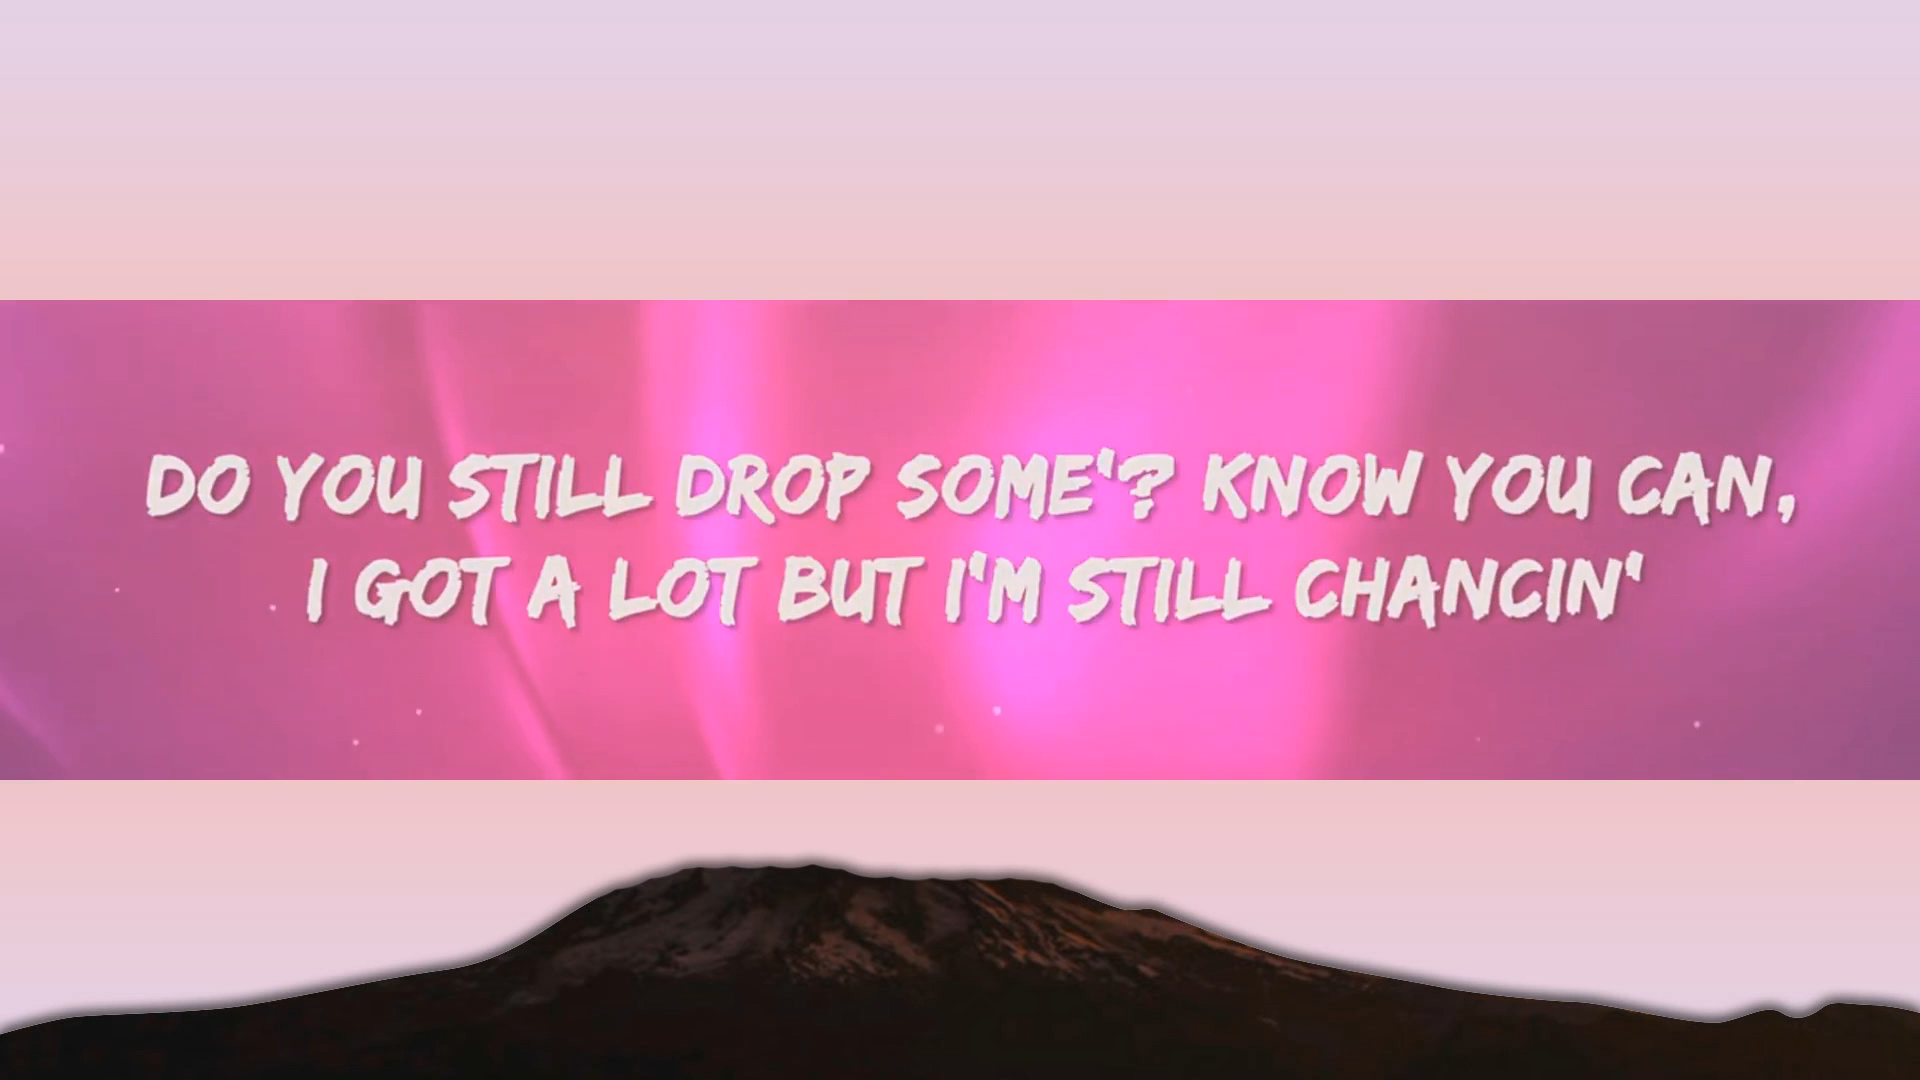 DO YOU STILL DROP SOME'? KNOW YOU CAN,
I GOT A LOT BUT I'M STILL CHANCIN'